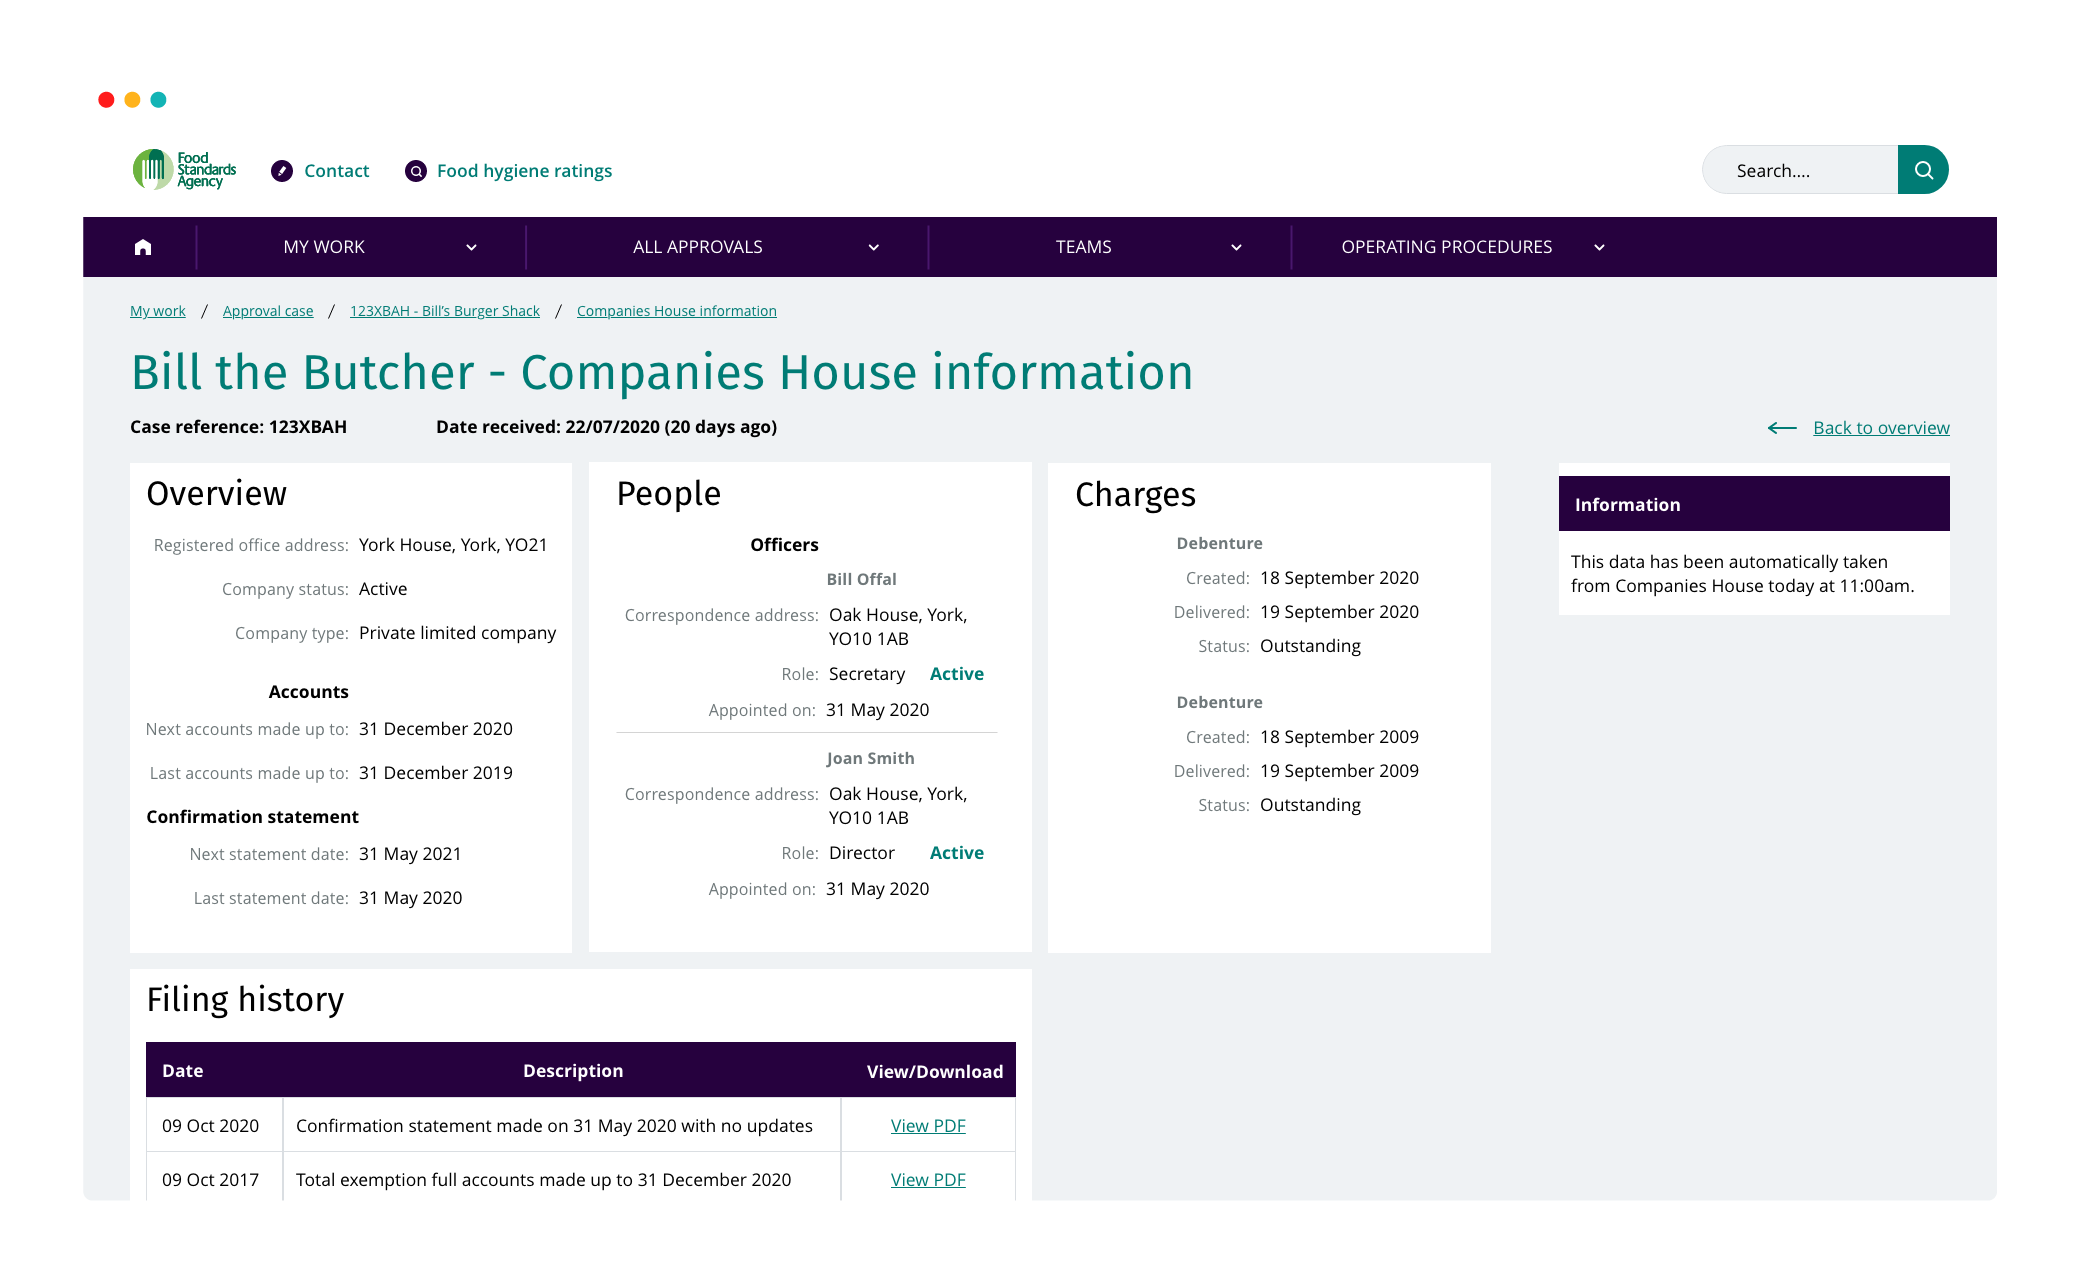 Food
Standards
Agency
Contact
Food hygiene ratings
Search....
MY WORK
ALL APPROVALS
TEAMS
OPERATING PROCEDURES
My work / Approval case / 123XBAH - Bill's Burger Shack / Companies House information
Bill the Butcher - Companies House information
Case reference: 123XBAH
Date received: 22/07/2020 (20 days ago)
Back to overview
Overview
Registered office address: York House, York, YO21
Company status: Active
Company type: Private limited company
Accounts
Next accounts made up to: 31 December 2020
Last accounts made up to: 31 December 2019
Confirmation statement
Next statement date: 31 May 2021
Last statement date: 31 May 2020
People
Officers
Bill Offal
Correspondence address: Oak House, York,
YO10 1AB
Role: Secretary Active
Appointed on: 31 May 2020
Joan Smith
Correspondence address: Oak House, York,
YO10 1AB
Role: Director Active
Appointed on: 31 May 2020
Charges
Debenture
Created: 18 September 2020
Delivered: 19 September 2020
Status: Outstanding
Debenture
Created: 18 September 2009
Delivered: 19 September 2009
Status: Outstanding
Information
This data has been automatically taken
from Companies House today at 11:00am.
Filing history
Date Description View/Download
09 Oct 2020 Confirmation statement made on 31 May 2020 with no updates View PDF
09 Oct 2017 Total exemption full accounts made up to 31 December 2020 View PDF